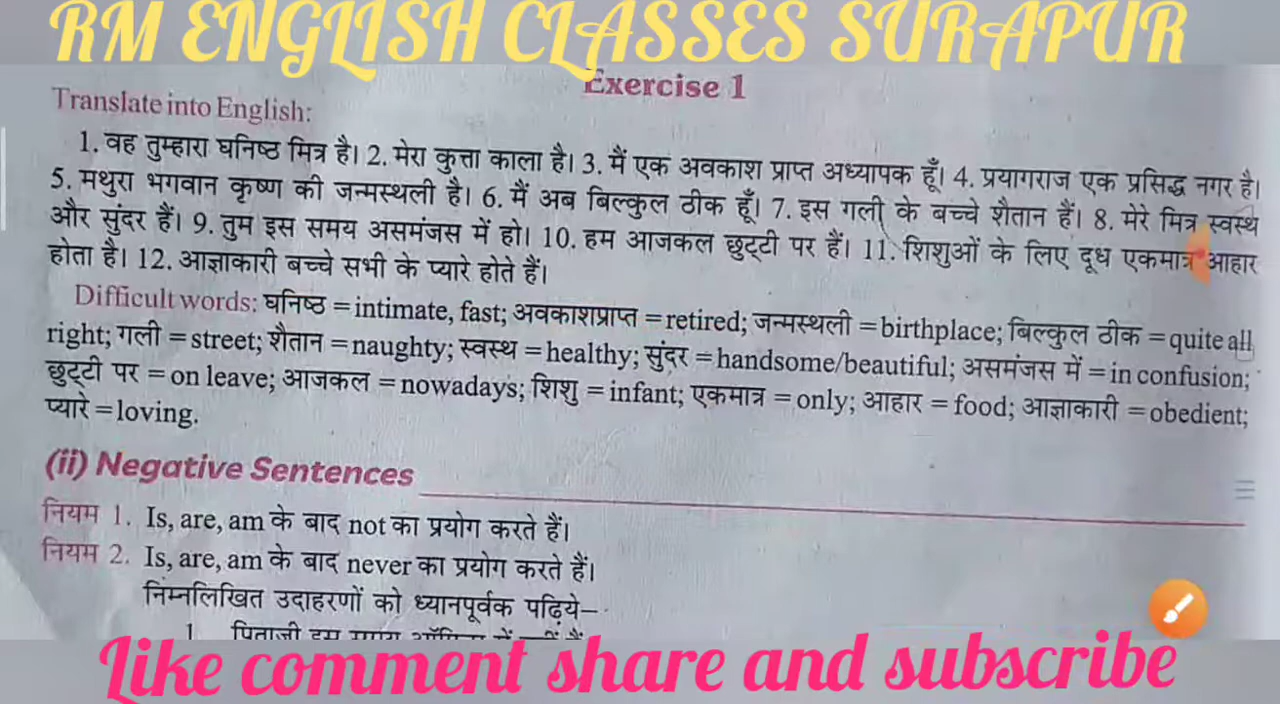 RM ENGLISH CLASSES SURAPUR
Exercise 1
Translate into English:
1. वह तुम्हारा घनिष्ठ मित्र है। 2. मेरा कुत्ता काला है। 3. मैं एक अवकाश प्राप्त अध्यापक हूँ। 4. प्रयागराज एक प्रसिद्ध नगर है।
5. मथुरा भगवान कृष्ण की जन्मस्थली है। 6. मैं अब बिल्कुल ठीक हूँ। 7. इस गली के बच्चे शैतान हैं। 8. मेरे मित्र स्वस्थ
और सुंदर हैं। 9. तुम इस समय असमंजस में हो। 10. हम आजकल छुट्टी पर हैं। 11. शिशुओं के लिए दूध एकमात्र आहार
होता है। 12. आज्ञाकारी बच्चे सभी के प्यारे होते हैं।
Difficult words: घनिष्ठ = intimate, fast; अवकाशप्राप्त = retired; जन्मस्थली = birthplace; बिल्कुल ठीक = quite all
right; गली = street; शैतान = naughty; स्वस्थ = healthy; सुंदर = handsome/beautiful; असमंजस में = in confusion;
छुट्टी पर = on leave; आजकल = nowadays; शिशु = infant; एकमात्र = only; आहार = food; आज्ञाकारी = obedient;
प्यारे = loving.
(ii) Negative Sentences
नियम 1. Is, are, am के बाद not का प्रयोग करते हैं।
नियम 2. Is, are, am के बाद never का प्रयोग करते हैं।
निम्नलिखित उदाहरणों को ध्यानपूर्वक पढ़िये–
1 पिताजी इस समय ऑफिस में नहीं हैं
Like comment share and subscribe